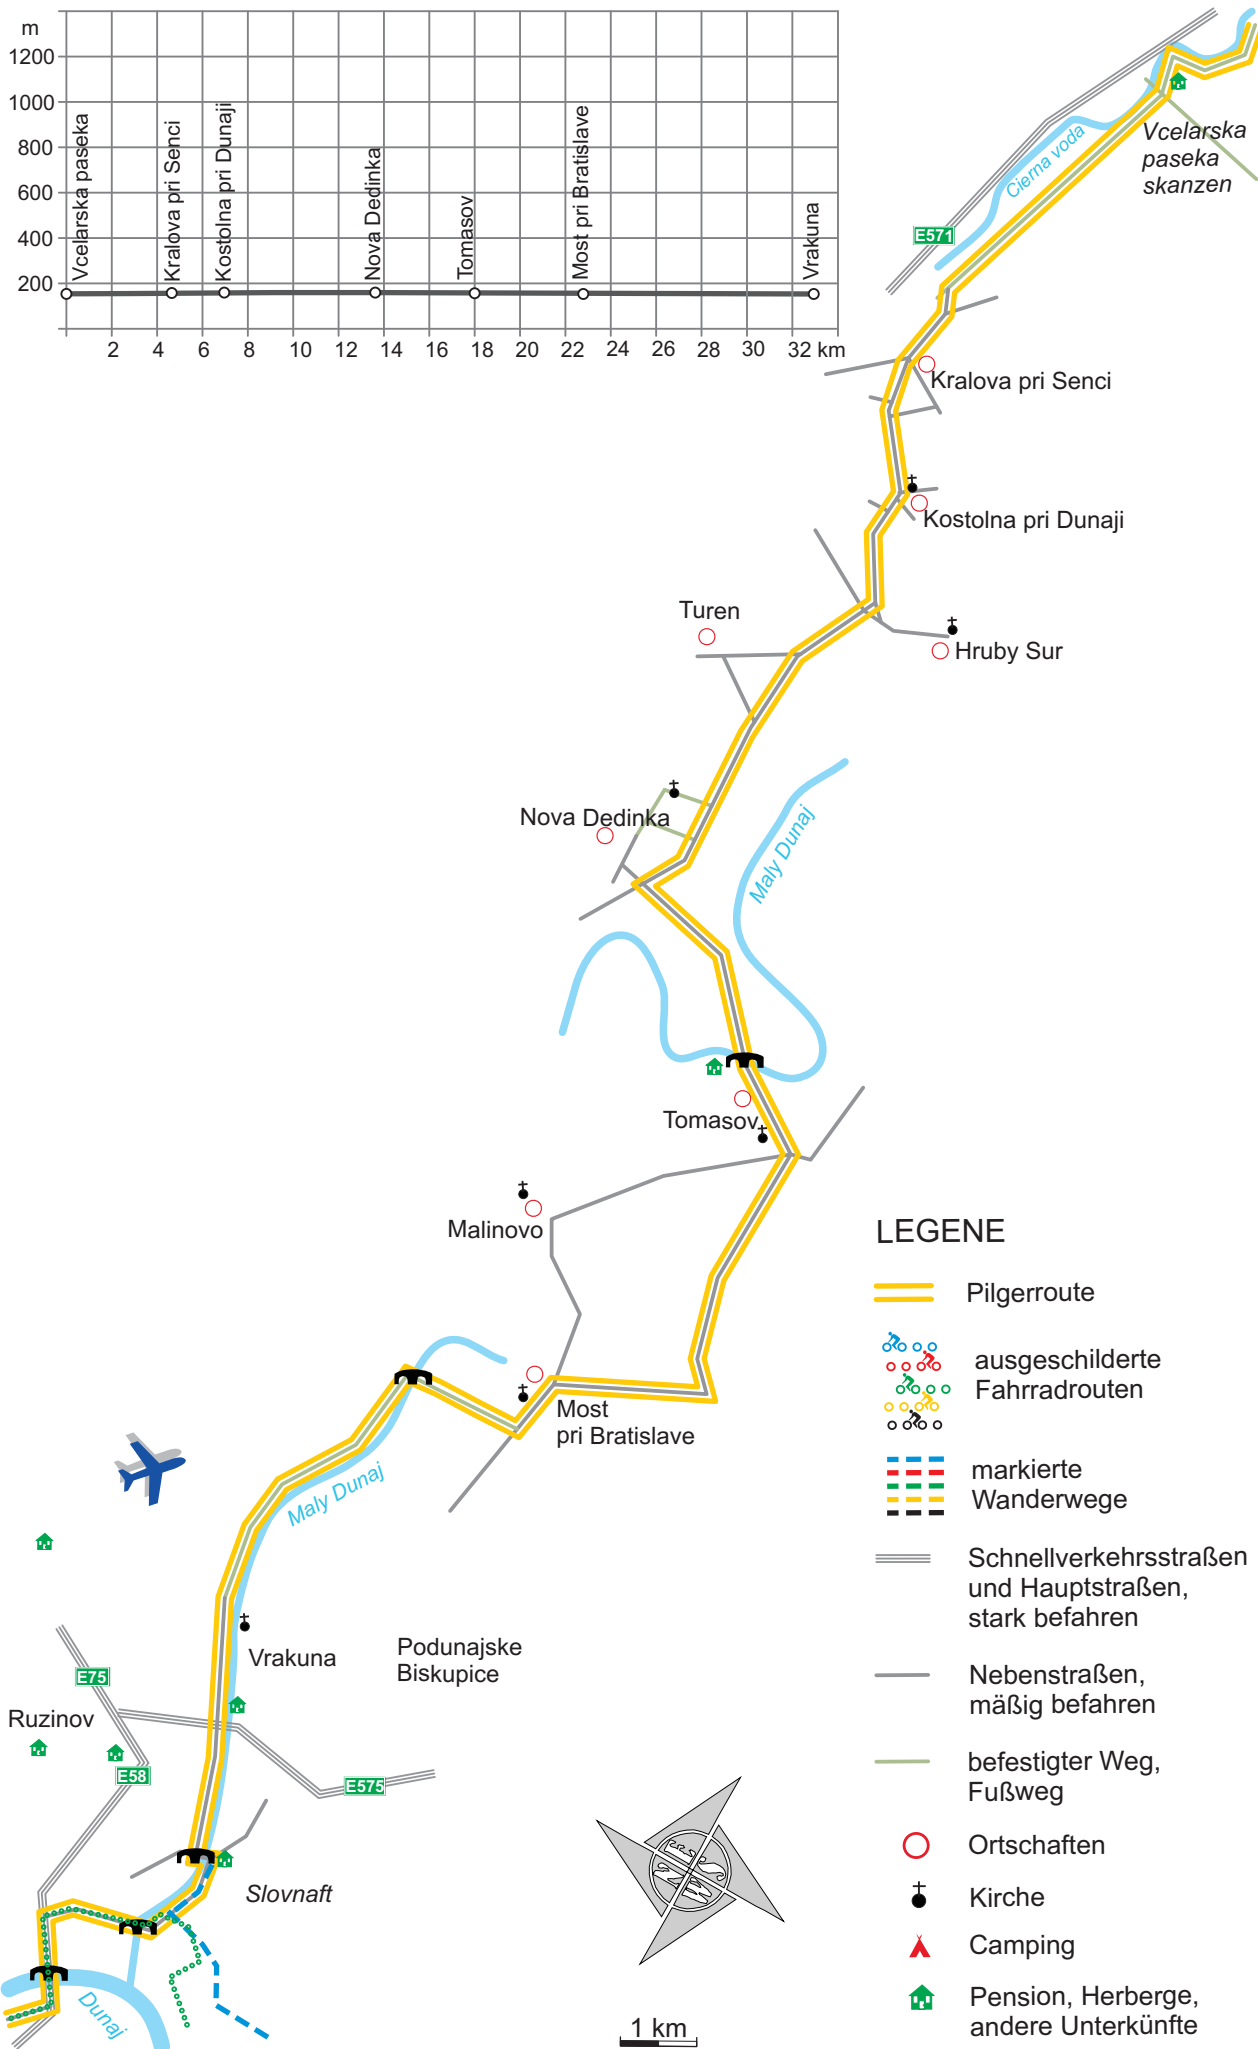 m
1200
1000
800
600
400
200
Vcelarska paseka
Kralova pri Senci
Kostolna pri Dunaji
Nova Dedinka
Tomasov
Most pri Bratislave
Vrakuna
2 4 6 8 10 12 14 16 18 20 22 24 26 28 30 32 km
Cierna voda
Vcelarska
paseka
skanzen
E571
Kralova pri Senci
Kostolna pri Dunaji
Turen
Hruby Sur
Nova Dedinka
Maly Dunaj
Tomasov
Malinovo
Most
pri Bratislave
Maly Dunaj
Vrakuna
Podunajske
Biskupice
E75
Ruzinov
E58
E575
Slovnaft
Dunaj
N E S W
1 km
LEGENE
Pilgerroute
ausgeschilderte
Fahrradrouten
markierte
Wanderwege
Schnellverkehrsstraßen
und Hauptstraßen,
stark befahren
Nebenstraßen,
mäßig befahren
befestigter Weg,
Fußweg
Ortschaften
Kirche
Camping
Pension, Herberge,
andere Unterkünfte